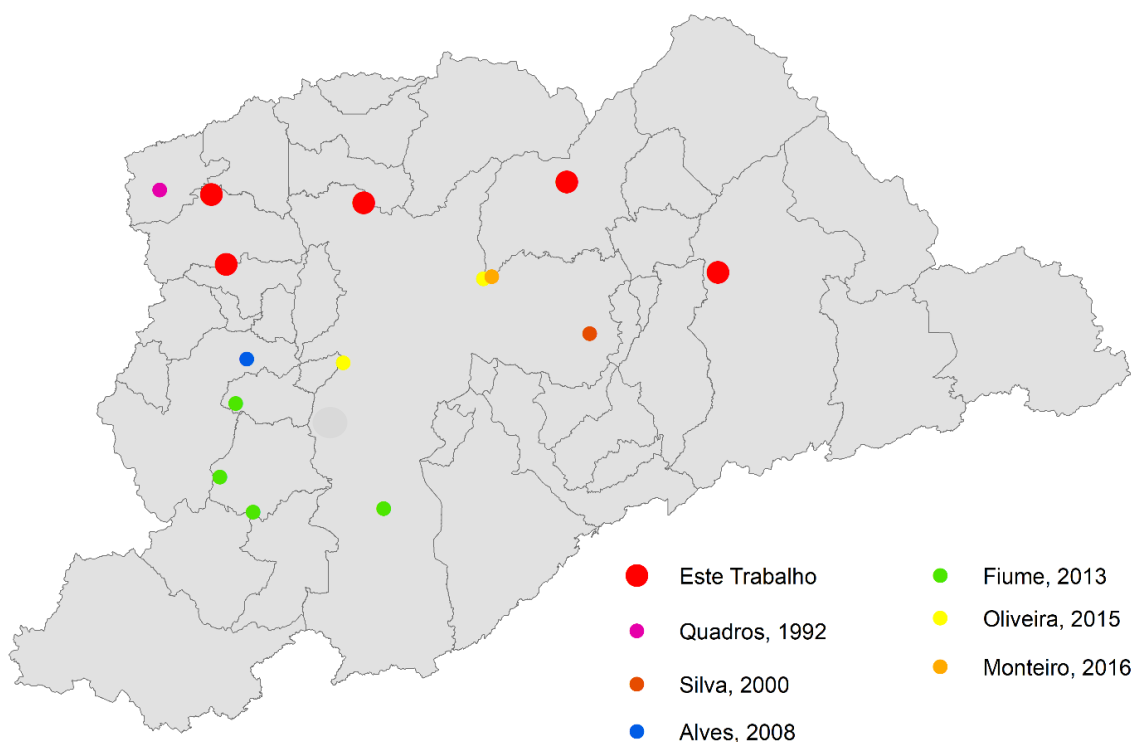 Este Trabalho
Quadros, 1992
Silva, 2000
Alves, 2008
Fiume, 2013
Oliveira, 2015
Monteiro, 2016